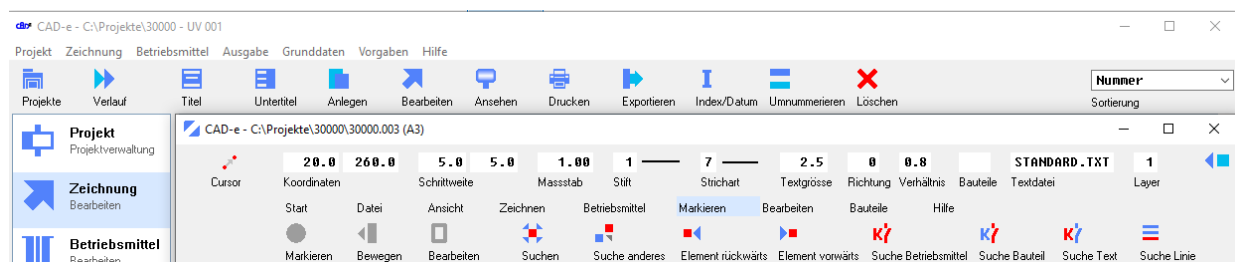 CAD-e CAD-e - C:\Projekte\30000 - UV 001
Projekt Zeichnung Betriebsmittel Ausgabe Grunddaten Vorgaben Hilfe
Nummer
Projekte Verlauf Titel Untertitel Anlegen Bearbeiten Ansehen Drucken Exportieren Index/Datum Umnummerieren Löschen Sortierung
Projekt
Projektverwaltung
Zeichnung
Bearbeiten
Betriebsmittel
Bearbeiten
CAD-e - C:\Projekte\30000\30000.003 (A3)
20.0 260.0 5.0 5.0 1.00 1 7 2.5 0 0.8 STANDARD.TXT 1
Cursor Koordinaten Schrittweite Massstab Stift Strichart Textgrösse Richtung Verhältnis Bauteile Textdatei Layer
Start Datei Ansicht Zeichnen Betriebsmittel Markieren Bearbeiten Bauteile Hilfe
Markieren Bewegen Bearbeiten Suchen Suche anderes Element rückwärts Element vorwärts Suche Betriebsmittel Suche Bauteil Suche Text Suche Linie